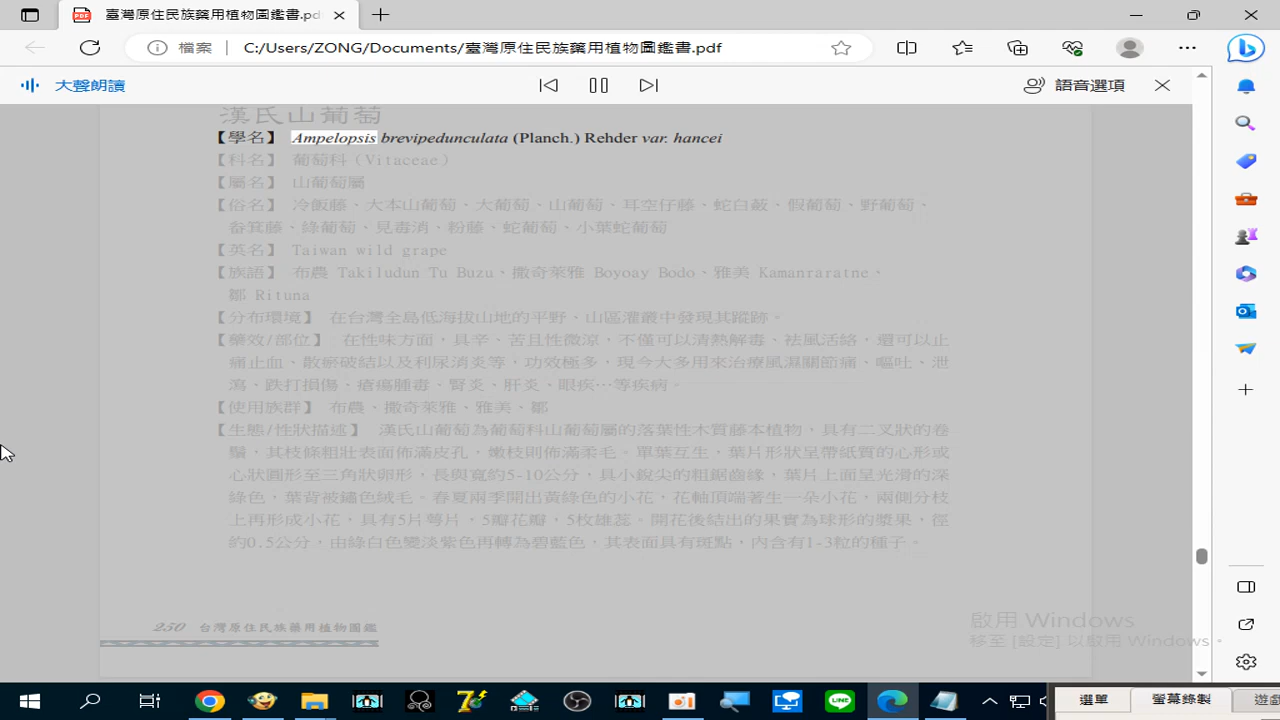 臺灣原住民族藥用植物圖鑑書.pd
檔案 C:/Users/ZONG/Documents/臺灣原住民族藥用植物圖鑑書.pdf
大聲朗讀 語音選項
漢氏山葡萄
【學名】 Ampelopsis brevipedunculata (Planch.) Rehder var. hancei
【科名】 葡萄科（Vitaceae）
【屬名】 山葡萄屬
【俗名】 冷飯藤、大本山葡萄、大葡萄、山葡萄、耳空仔藤、蛇白蔹、假葡萄、野葡萄、
畚箕藤、綠葡萄、見毒消、粉藤、蛇葡萄、小葉蛇葡萄
【英名】 Taiwan wild grape
【族語】 布農 Takiludun Tu Buzu、撒奇萊雅 Boyoay Bodo、雅美 Kamanraratne、
鄒 Rituna
【分布環境】 在台灣全島低海拔山地的平野、山區灌叢中發現其蹤跡。
【藥效/部位】 在性味方面，具辛、苦且性微涼，不僅可以清熱解毒、祛風活絡，還可以止
痛止血、散瘀破結以及利尿消炎等，功效極多，現今大多用來治療風濕關節痛、嘔吐、泄
瀉、跌打損傷、瘡瘍腫毒、腎炎、肝炎、眼疾…等疾病。
【使用族群】 布農、撒奇萊雅、雅美、鄒
【生態/性狀描述】 漢氏山葡萄為葡萄科山葡萄屬的落葉性木質藤本植物，具有二叉狀的卷
鬚，其枝條粗壯表面佈滿皮孔，嫩枝則佈滿柔毛。單葉互生，葉片形狀呈帶紙質的心形或
心狀圓形至三角狀卵形，長與寬約5-10公分，具小銳尖的粗鋸齒緣，葉片上面呈光滑的深
綠色，葉背被鏽色絨毛。春夏兩季開出黃綠色的小花，花軸頂端著生一朵小花，兩側分枝
上再形成小花，具有5片萼片，5瓣花瓣，5枚雄蕊。開花後結出的果實為球形的漿果，徑
約0.5公分，由綠白色變淡紫色再轉為碧藍色，其表面具有斑點，內含有1-3粒的種子。
250 台灣原住民族藥用植物圖鑑
啟用 Windows
移至 [設定] 以啟用 Windows。
選單 螢幕錄製 遊戲